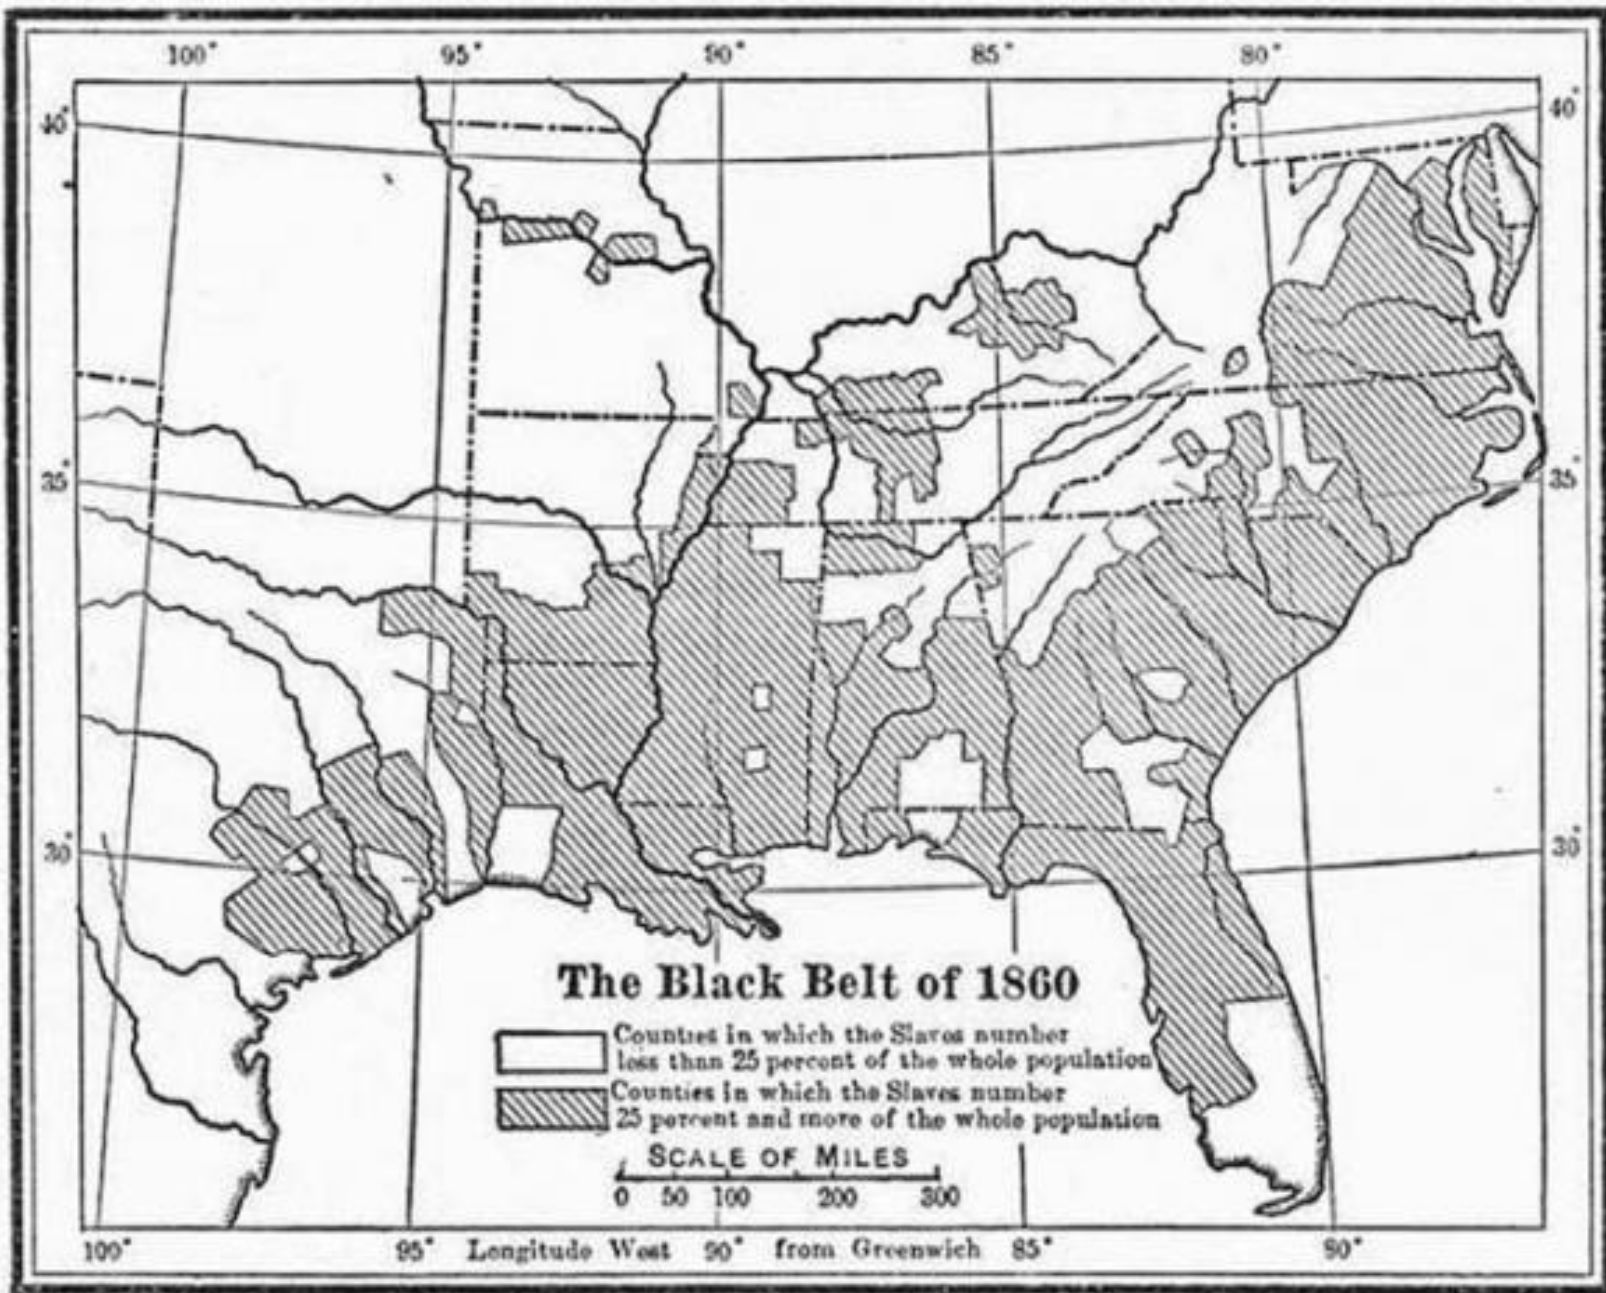 100° 95° 90° 85° 80°
40° 40°
35° 35°
30° 30°
The Black Belt of 1860
Counties in which the Slaves number
less than 25 percent of the whole population
Counties in which the Slaves number
25 percent and more of the whole population
SCALE OF MILES
0 50 100 200 300
100° 95° Longitude West 90° from Greenwich 85° 80°